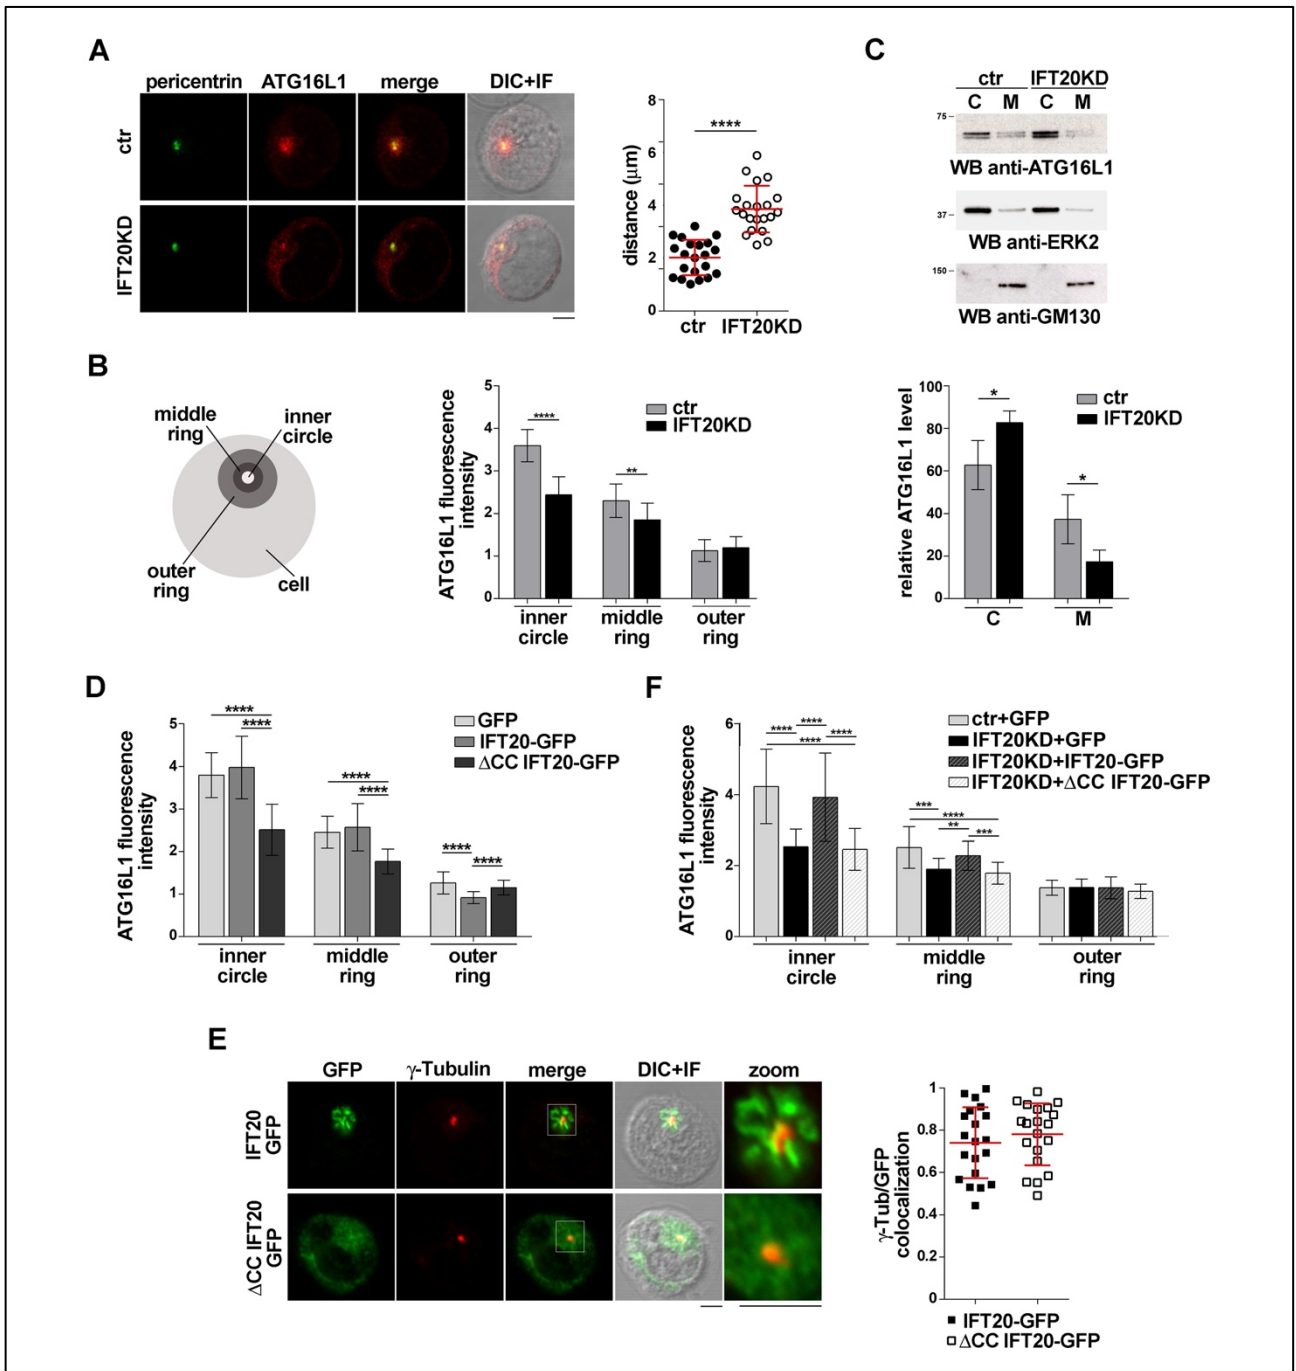 A
pericentrin ATG16L1 merge DIC+IF
ctr
IFT20KD
distance (μm)
8
6
4
2
0
****
ctr IFT20KD
C
ctr IFT20KD
C M C M
75
WB anti-ATG16L1
37
WB anti-ERK2
150
WB anti-GM130
relative ATG16L1 level
100
80
60
40
20
0
*
*
ctr
IFT20KD
C M
B
middle
ring
inner
circle
outer
ring
cell
ATG16L1 fluorescence
intensity
5
4
3
2
1
0
****
**
ctr
IFT20KD
inner
circle
middle
ring
outer
ring
D
ATG16L1 fluorescence
intensity
5
4
3
2
1
0
****
****
****
****
****
****
GFP
IFT20-GFP
ΔCC IFT20-GFP
inner
circle
middle
ring
outer
ring
F
ATG16L1 fluorescence
intensity
6
4
2
0
****
****
****
****
***
****
**
***
ctr+GFP
IFT20KD+GFP
IFT20KD+IFT20-GFP
IFT20KD+ΔCC IFT20-GFP
inner
circle
middle
ring
outer
ring
E
GFP γ-Tubulin merge DIC+IF zoom
IFT20
GFP
ΔCC IFT20
GFP
γ-Tub/GFP
colocalization
1
0.8
0.6
0.4
0.2
0
IFT20-GFP
ΔCC IFT20-GFP